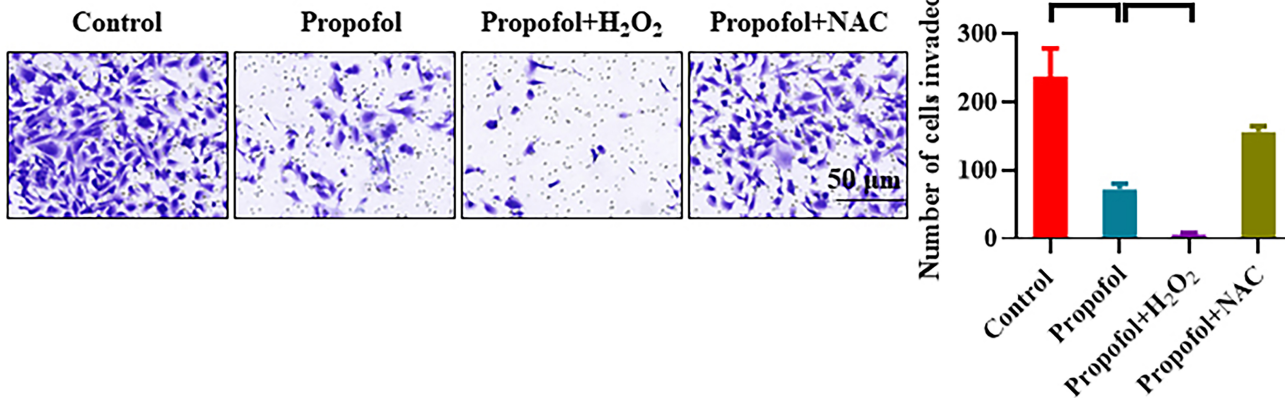 Control
Propofol
Propofol+H₂O₂
Propofol+NAC
50 μm
Number of cells invaded
300
200
100
0
Control
Propofol
Propofol+H₂O₂
Propofol+NAC